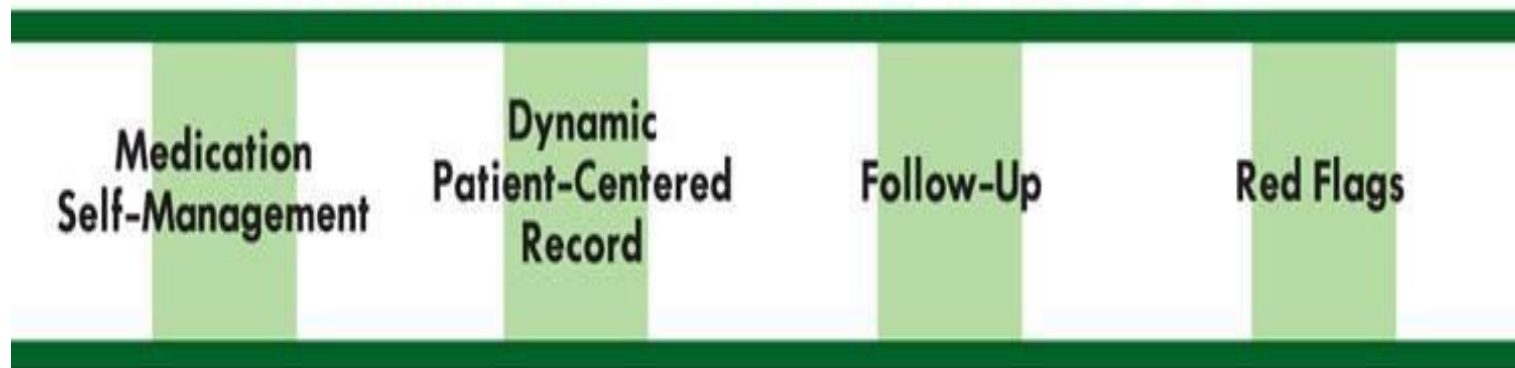 Medication
Self-Management
Dynamic
Patient-Centered
Record
Follow-Up
Red Flags